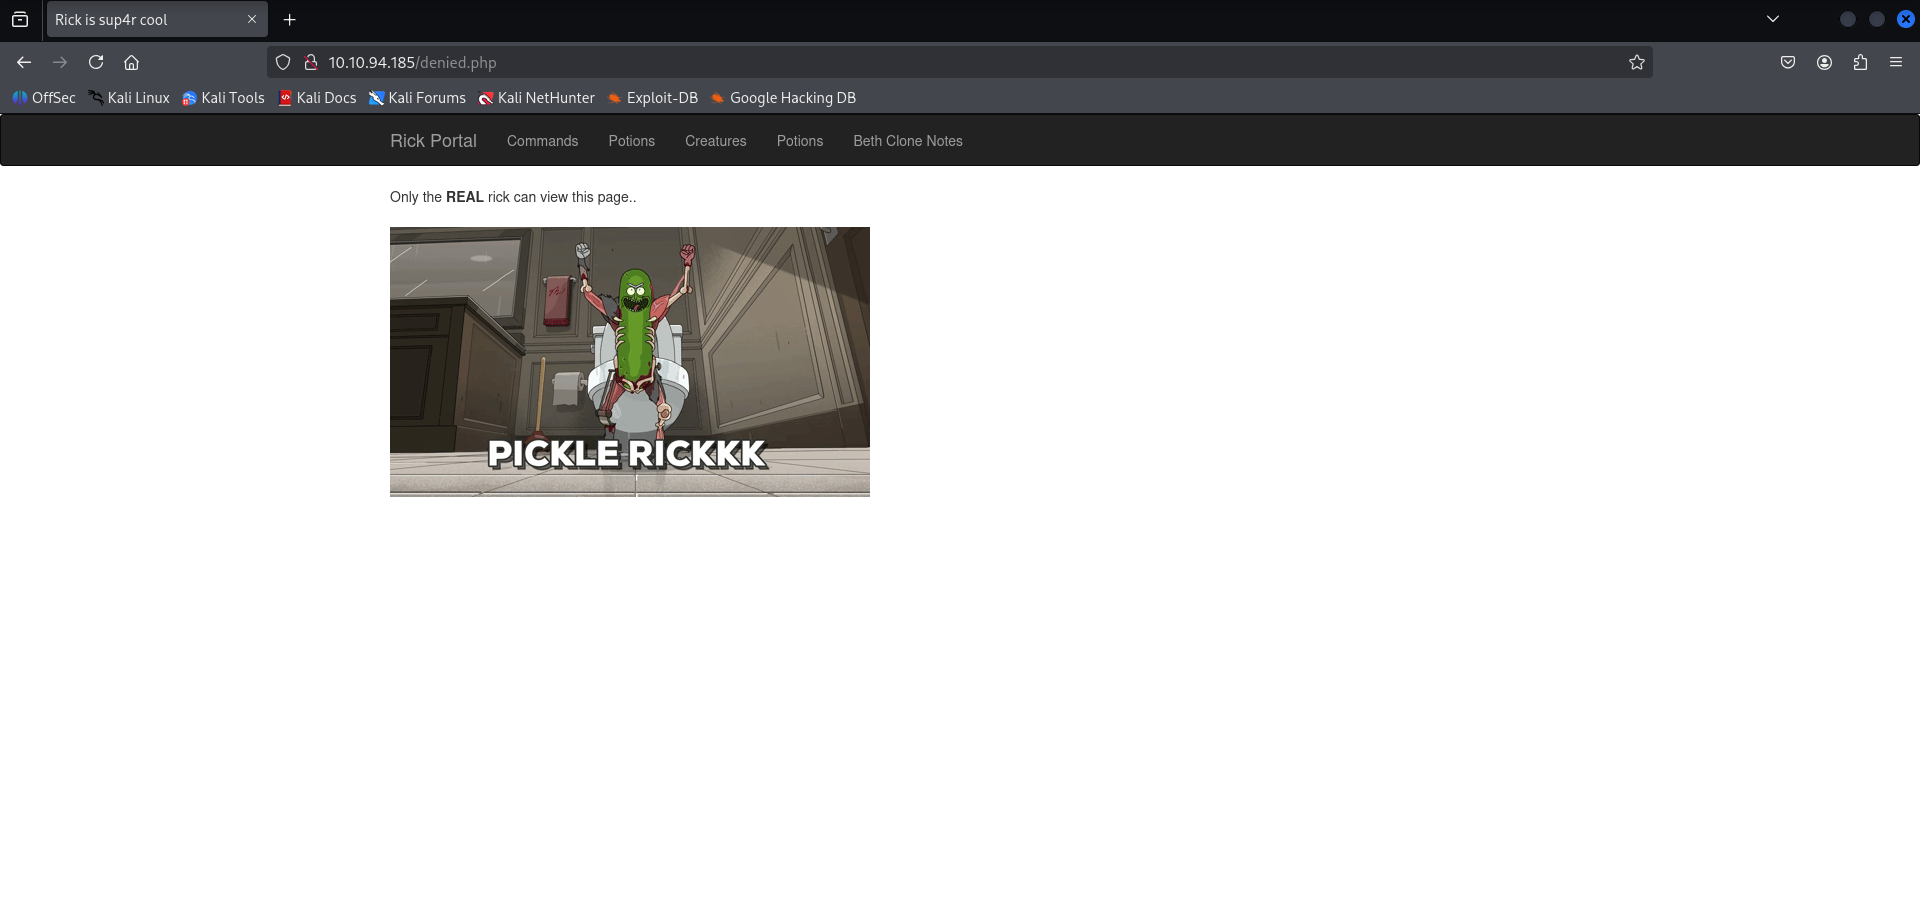 Rick is sup4r cool
10.10.94.185/denied.php
OffSec Kali Linux Kali Tools Kali Docs Kali Forums Kali NetHunter Exploit-DB Google Hacking DB
Rick Portal Commands Potions Creatures Potions Beth Clone Notes
Only the REAL rick can view this page..
PICKLE RICKKK